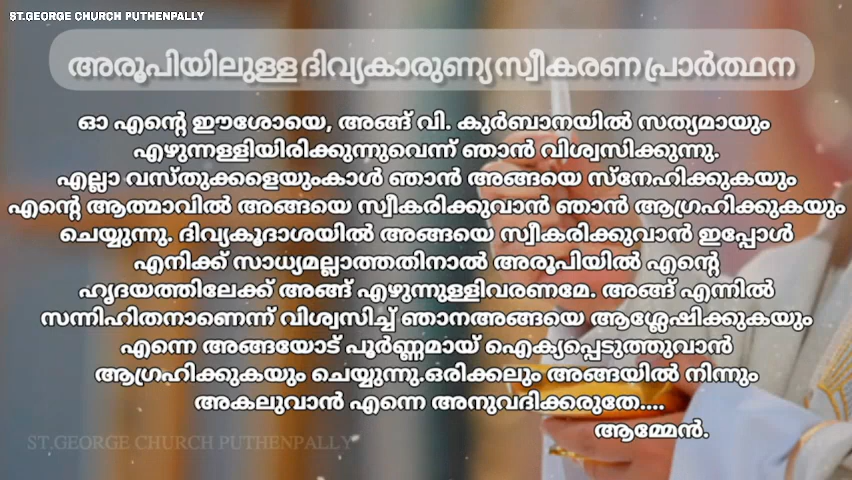 ST.GEORGE CHURCH PUTHENPALLY
അരൂപിയിലുള്ള ദിവ്യകാരുണ്യ സ്വീകരണ പ്രാർത്ഥന
ഓ എന്റെ ഈശോയെ, അങ്ങ് വി. കുർബാനയിൽ സത്യമായും
എഴുന്നള്ളിയിരിക്കുന്നുവെന്ന് ഞാൻ വിശ്വസിക്കുന്നു.
എല്ലാ വസ്തുക്കളെയുംകാൾ ഞാൻ അങ്ങയെ സ്നേഹിക്കുകയും
എന്റെ ആത്മാവിൽ അങ്ങയെ സ്വീകരിക്കുവാൻ ഞാൻ ആഗ്രഹിക്കുകയും
ചെയ്യുന്നു. ദിവ്യകൂദാശയിൽ അങ്ങയെ സ്വീകരിക്കുവാൻ ഇപ്പോൾ
എനിക്ക് സാധ്യമല്ലാത്തതിനാൽ അരൂപിയിൽ എന്റെ
ഹൃദയത്തിലേക്ക് അങ്ങ് എഴുന്നുള്ളിവരണമേ. അങ്ങ് എന്നിൽ
സന്നിഹിതനാണെന്ന് വിശ്വസിച്ച് ഞാനഅങ്ങയെ ആശ്ലേഷിക്കുകയും
എന്നെ അങ്ങയോട് പൂർണ്ണമായ് ഐക്യപ്പെടുത്തുവാൻ
ആഗ്രഹിക്കുകയും ചെയ്യുന്നു.ഒരിക്കലും അങ്ങയിൽ നിന്നും
അകലുവാൻ എന്നെ അനുവദിക്കരുതേ....
ആമ്മേൻ.
ST.GEORGE CHURCH PUTHENPALLY